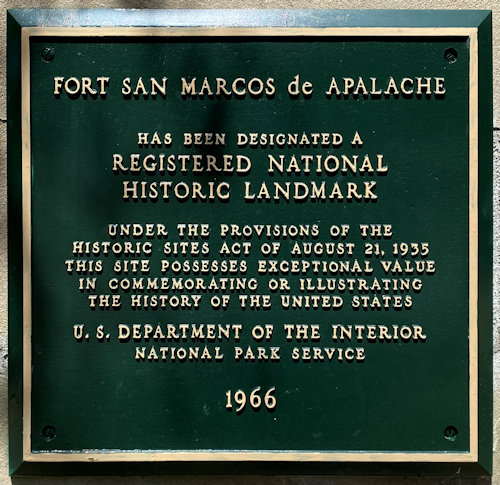 FORT SAN MARCOS de APALACHE
HAS BEEN DESIGNATED A
REGISTERED NATIONAL
HISTORIC LANDMARK
UNDER THE PROVISIONS OF THE
HISTORIC SITES ACT OF AUGUST 21, 1935
THIS SITE POSSESSES EXCEPTIONAL VALUE
IN COMMEMORATING OR ILLUSTRATING
THE HISTORY OF THE UNITED STATES
U. S. DEPARTMENT OF THE INTERIOR
NATIONAL PARK SERVICE
1966